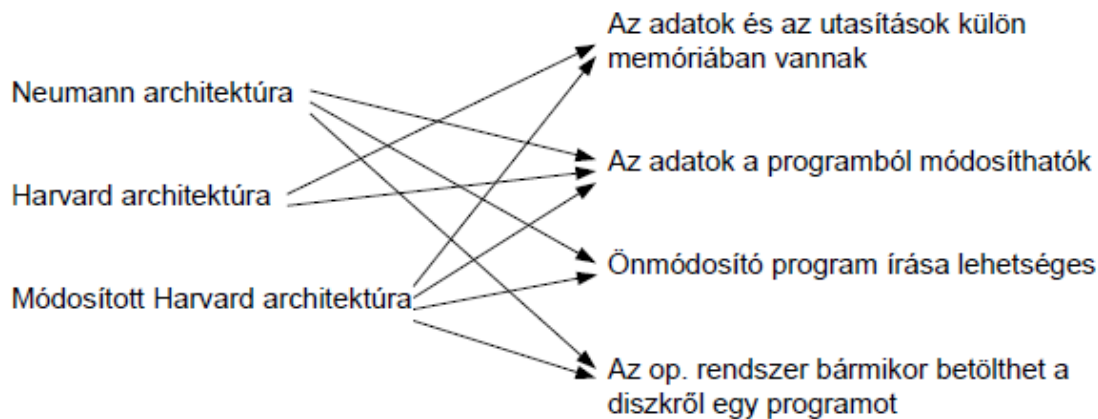 Neumann architektúra
Harvard architektúra
Módosított Harvard architektúra
Az adatok és az utasítások külön
memóriában vannak
Az adatok a programból módosíthatók
Önmódosító program írása lehetséges
Az op. rendszer bármikor betölthet a
diszkről egy programot